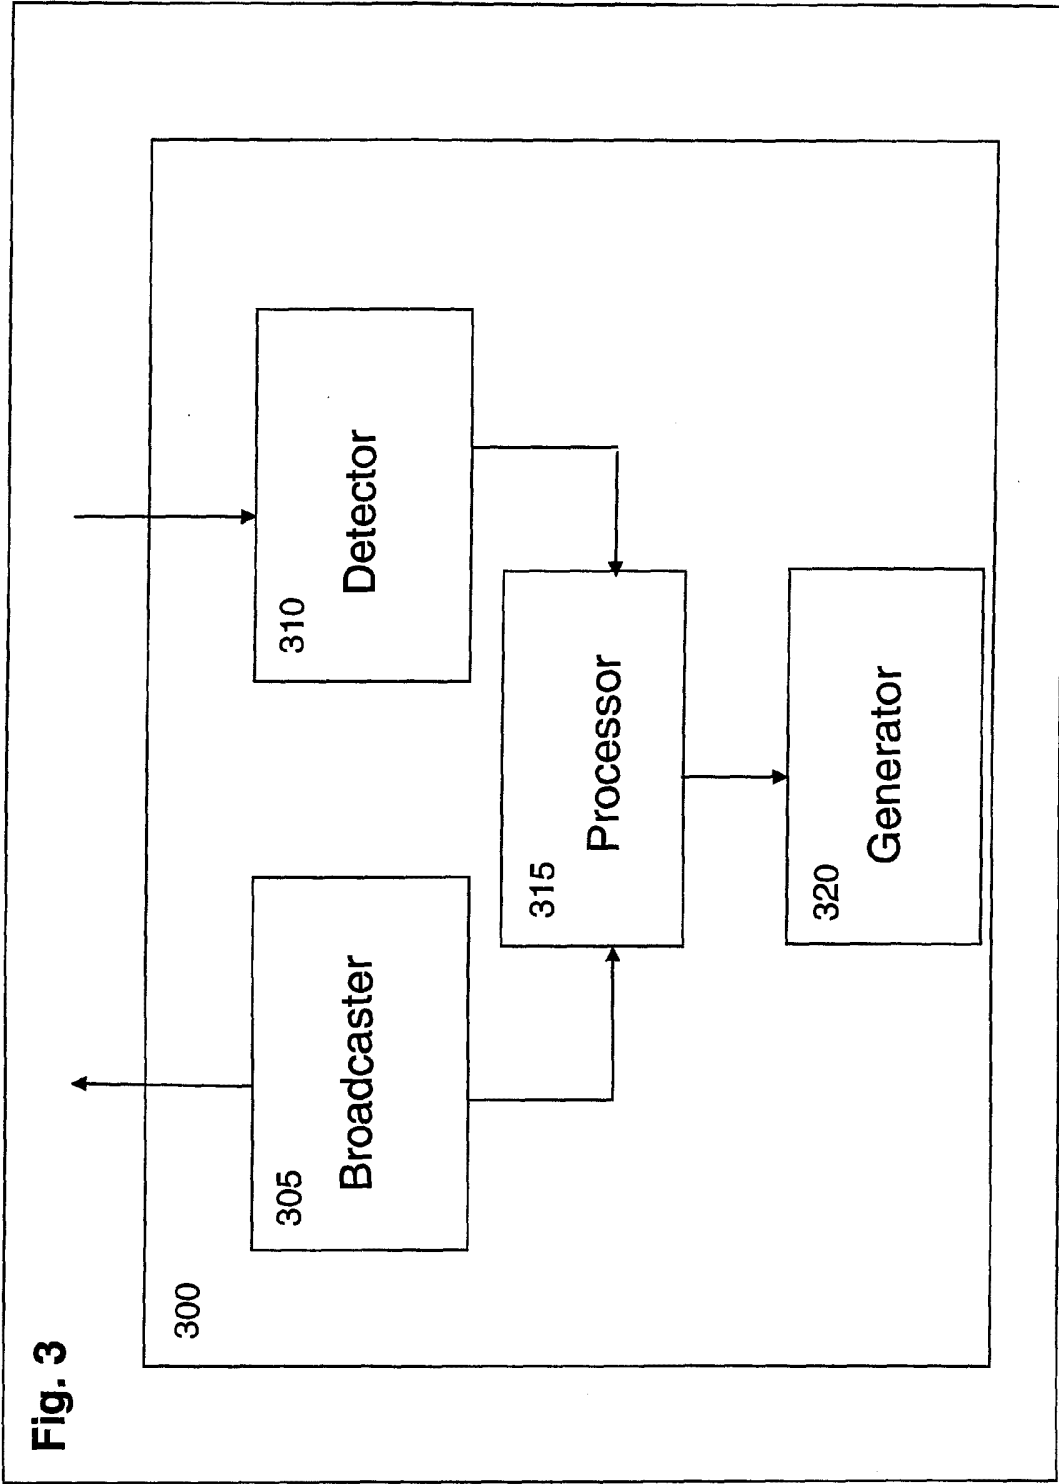 Fig. 3
300
305
Broadcaster
310
Detector
315
Processor
320
Generator